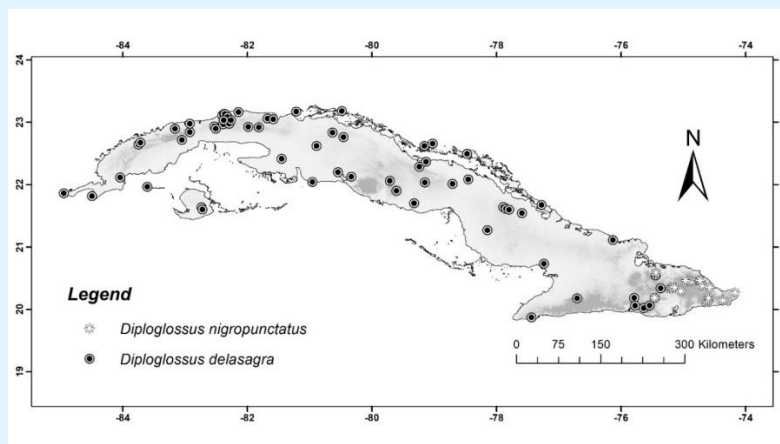 -84 -82 -80 -78 -76 -74
24
23
22
21
20
19
N
Legend
Diploglossus nigropunctatus
Diploglossus delasagra
0 75 150 300 Kilometers
-84 -82 -80 -78 -76 -74